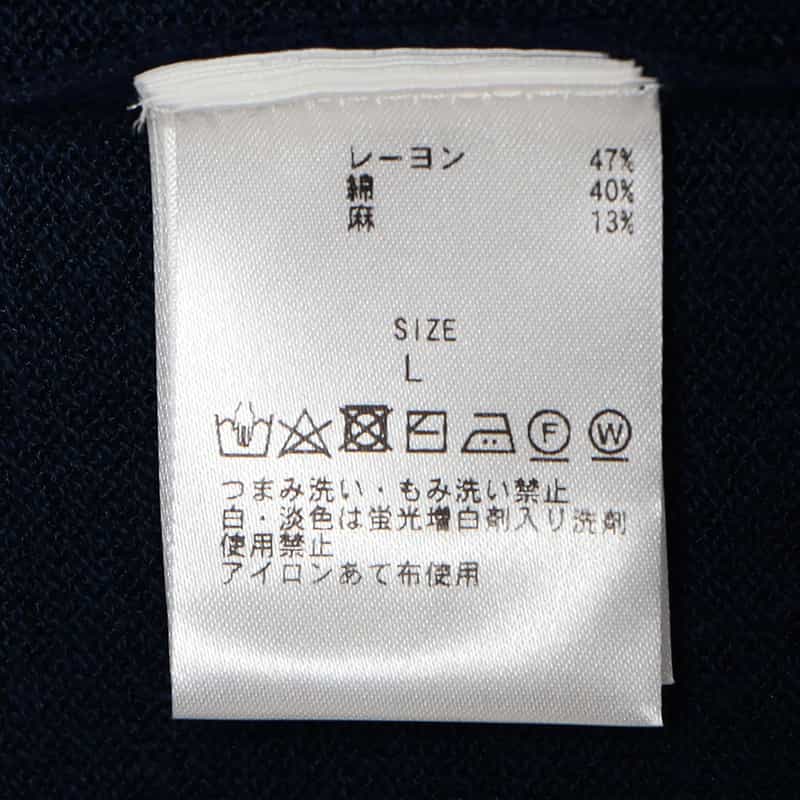 レーヨン 47%
綿 40%
麻 13%
SIZE
L
F W
つまみ洗い・もみ洗い禁止
白・淡色は蛍光増白剤入り洗剤
使用禁止
アイロンあて布使用